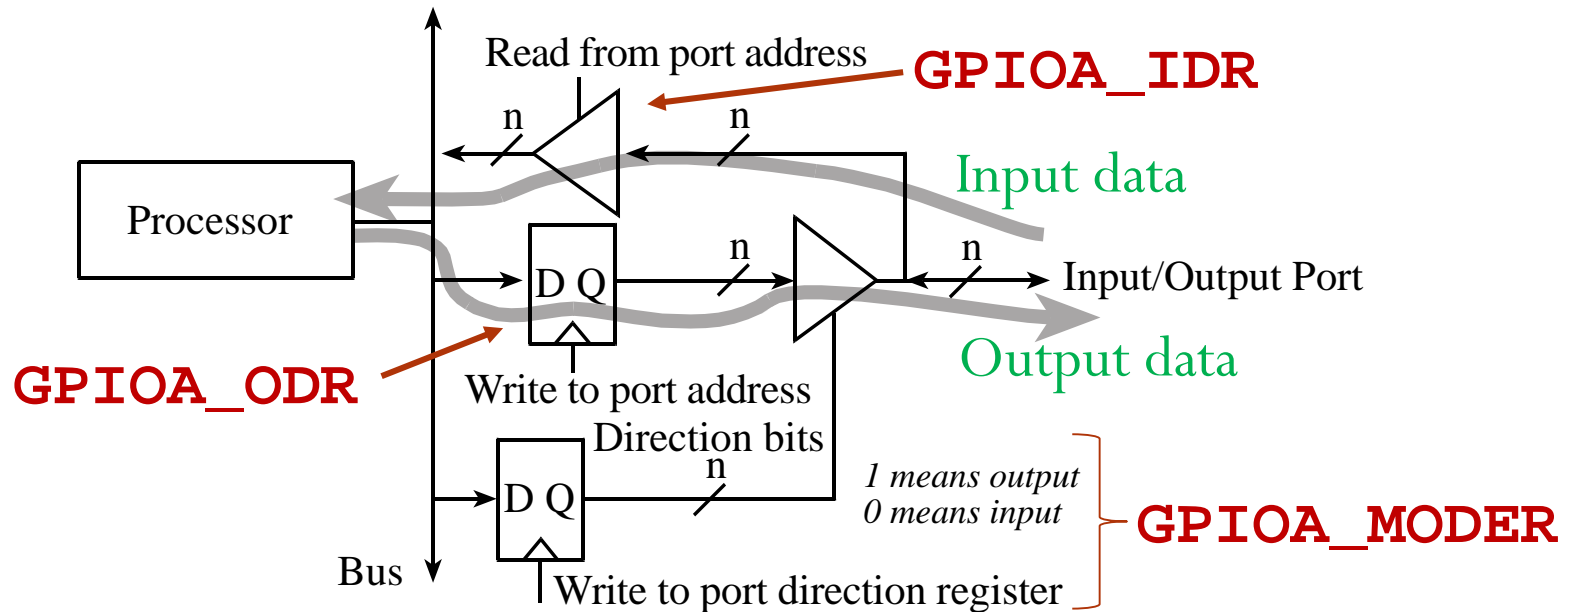 Read from port address
GPIOA_IDR
n
n
Input data
Processor
n
n
D Q
Input/Output Port
GPIOA_ODR
Output data
Write to port address
Direction bits
n
1 means output
0 means input
D Q
GPIOA_MODER
Bus
Write to port direction register